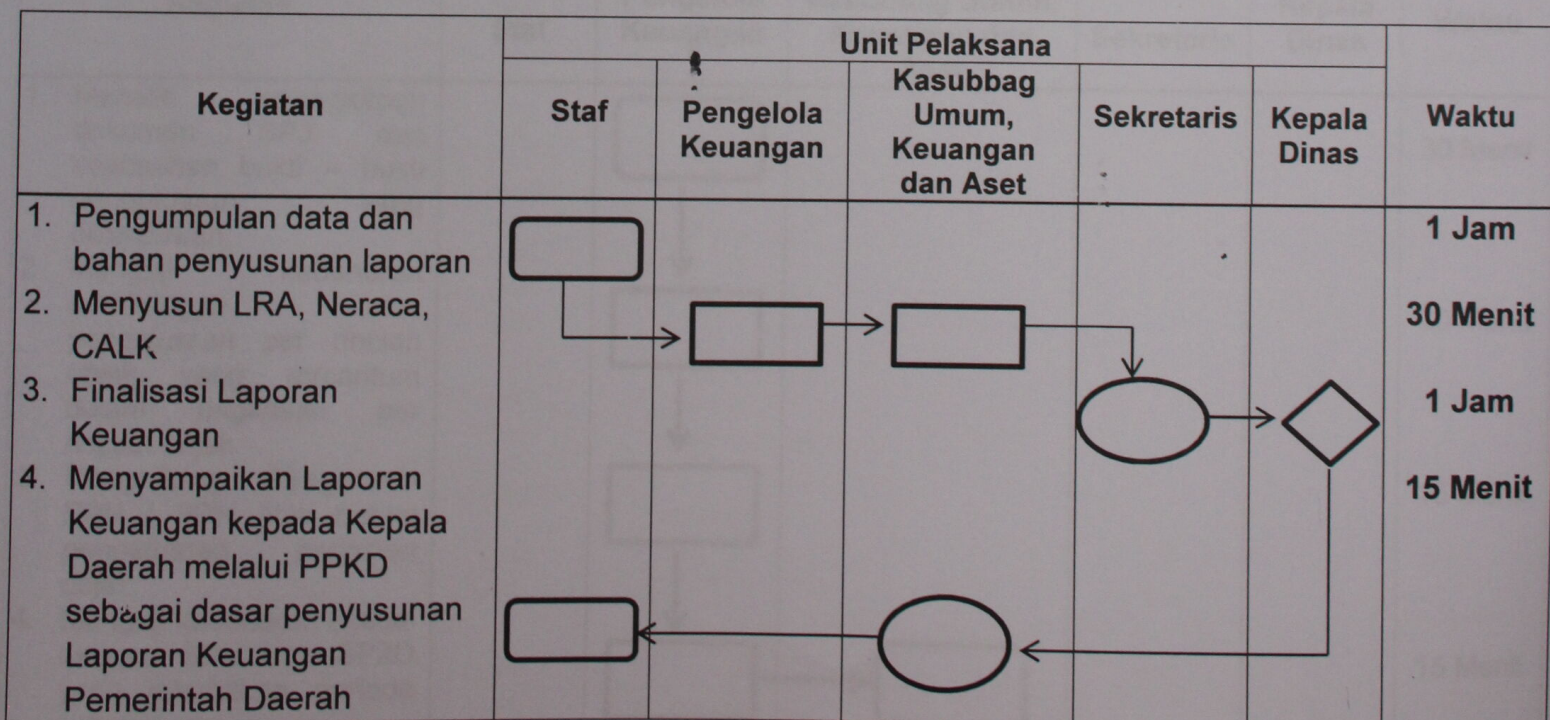 Unit Pelaksana
Kegiatan
Staf
Pengelola
Keuangan
Kasubbag
Umum,
Keuangan
dan Aset
Sekretaris
Kepala
Dinas
Waktu
1. Pengumpulan data dan
bahan penyusunan laporan
1 Jam
2. Menyusun LRA, Neraca,
CALK
30 Menit
3. Finalisasi Laporan
Keuangan
1 Jam
4. Menyampaikan Laporan
Keuangan kepada Kepala
Daerah melalui PPKD
sebagai dasar penyusunan
Laporan Keuangan
Pemerintah Daerah
15 Menit